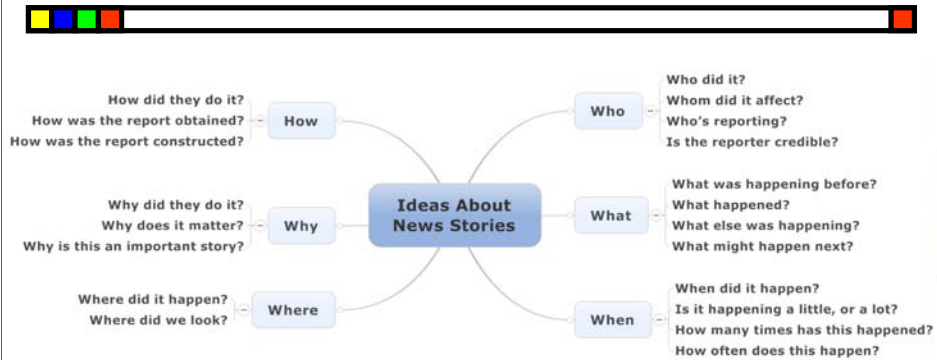 Ideas About
News Stories
How
How did they do it?
How was the report obtained?
How was the report constructed?
Why
Why did they do it?
Why does it matter?
Why is this an important story?
Where
Where did it happen?
Where did we look?
Who
Who did it?
Whom did it affect?
Who's reporting?
Is the reporter credible?
What
What was happening before?
What happened?
What else was happening?
What might happen next?
When
When did it happen?
Is it happening a little, or a lot?
How many times has this happened?
How often does this happen?